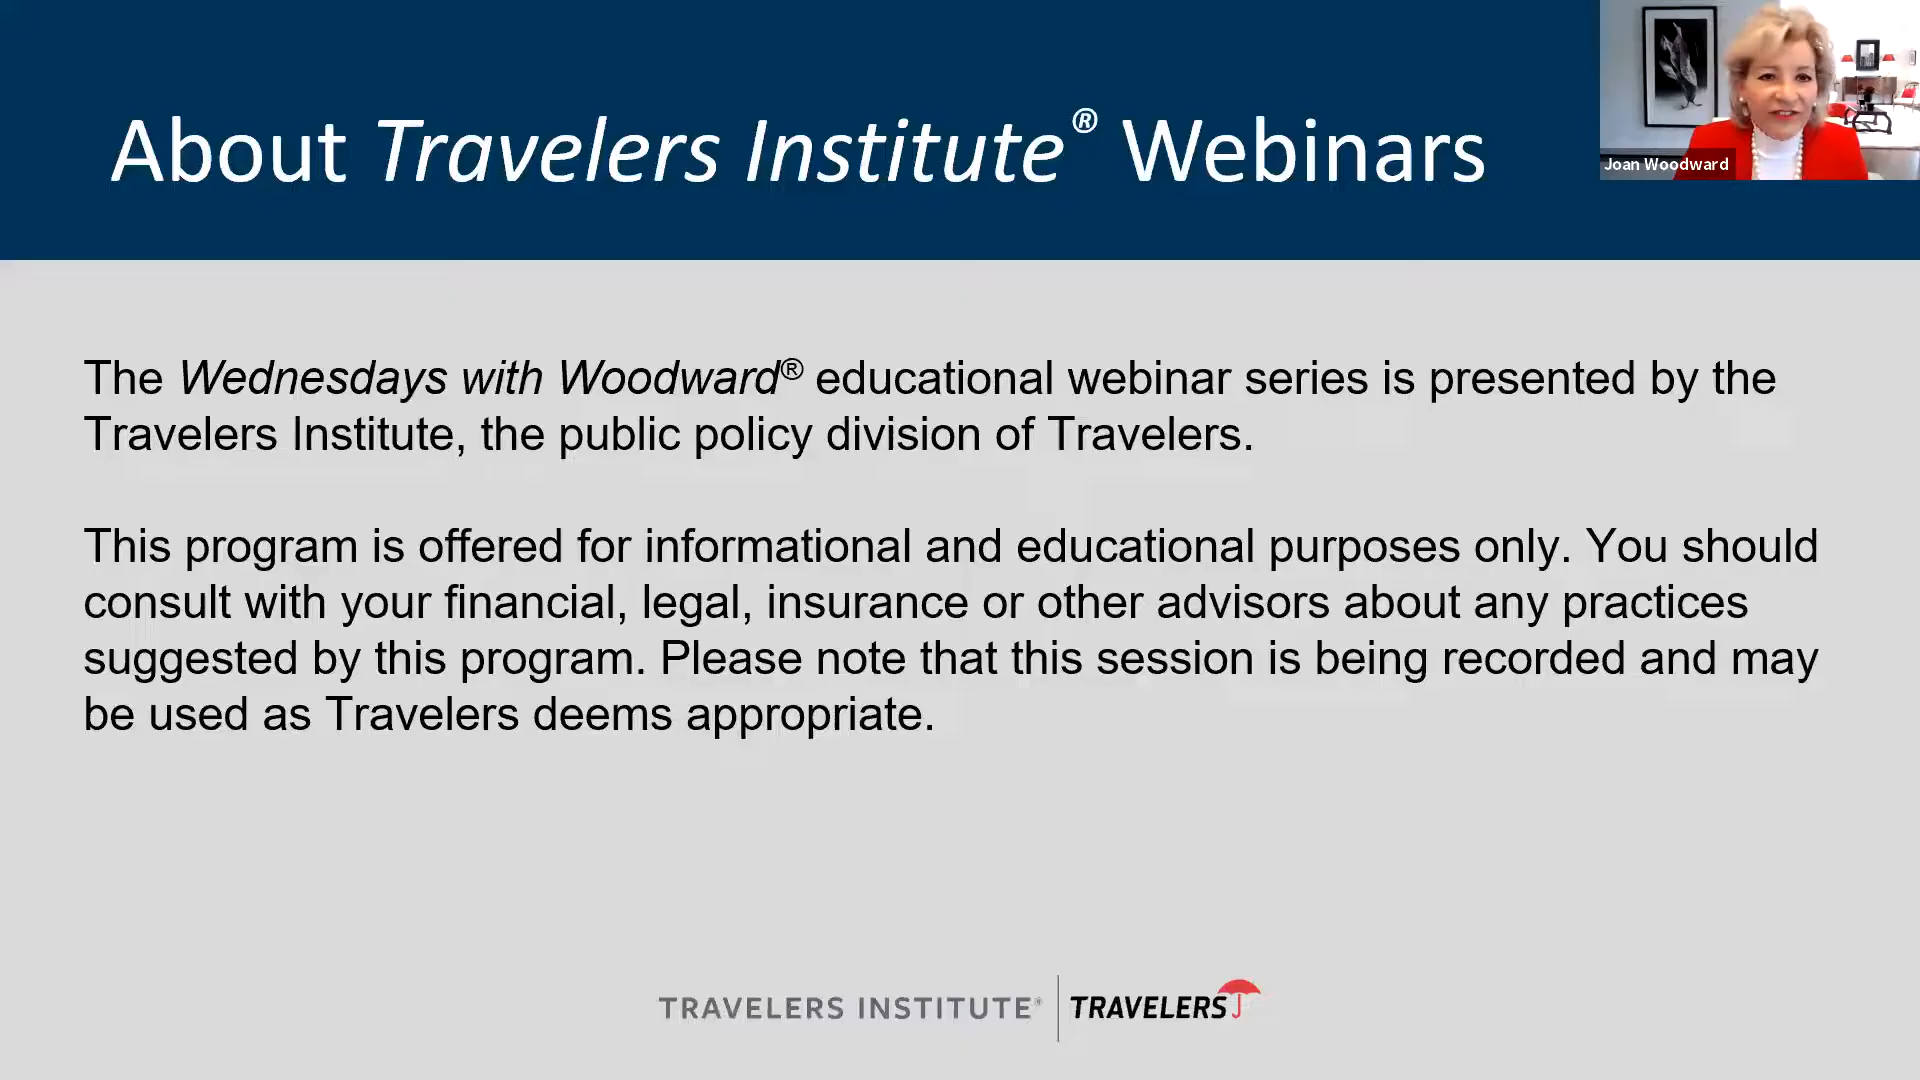 About Travelers Institute® Webinars
Joan Woodward
The Wednesdays with Woodward® educational webinar series is presented by the
Travelers Institute, the public policy division of Travelers.
This program is offered for informational and educational purposes only. You should
consult with your financial, legal, insurance or other advisors about any practices
suggested by this program. Please note that this session is being recorded and may
be used as Travelers deems appropriate.
TRAVELERS INSTITUTE® TRAVELERS